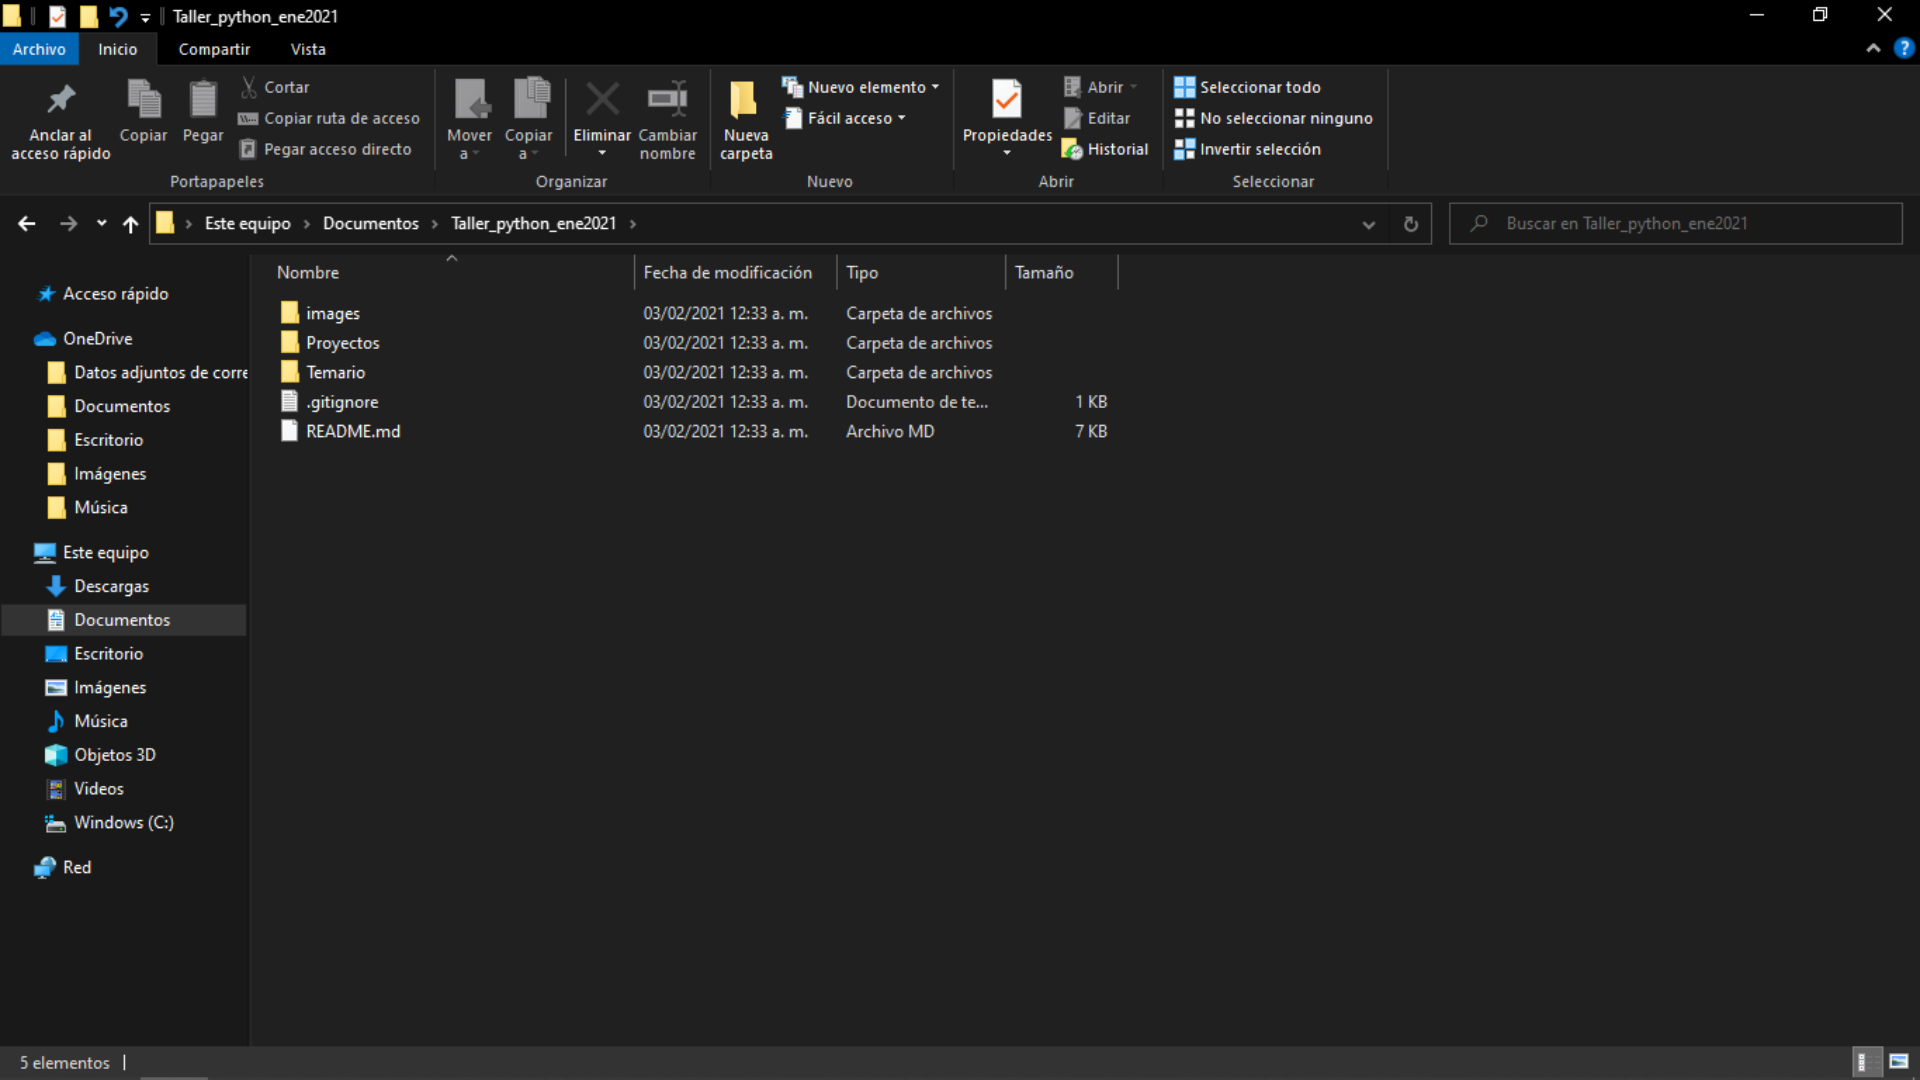 Taller_python_ene2021
Archivo
Inicio
Compartir
Vista
Anclar al
acceso rápido
Copiar
Pegar
Cortar
Copiar ruta de acceso
Pegar acceso directo
Portapapeles
Mover
a
Copiar
a
Eliminar
Cambiar
nombre
Organizar
Nueva
carpeta
Nuevo elemento
Fácil acceso
Nuevo
Propiedades
Abrir
Editar
Historial
Abrir
Seleccionar todo
No seleccionar ninguno
Invertir selección
Seleccionar
Este equipo > Documentos > Taller_python_ene2021 >
Buscar en Taller_python_ene2021
Acceso rápido
OneDrive
Datos adjuntos de corre
Documentos
Escritorio
Imágenes
Música
Este equipo
Descargas
Documentos
Escritorio
Imágenes
Música
Objetos 3D
Videos
Windows (C:)
Red
Nombre Fecha de modificación Tipo Tamaño
images 03/02/2021 12:33 a. m. Carpeta de archivos
Proyectos 03/02/2021 12:33 a. m. Carpeta de archivos
Temario 03/02/2021 12:33 a. m. Carpeta de archivos
.gitignore 03/02/2021 12:33 a. m. Documento de te... 1 KB
README.md 03/02/2021 12:33 a. m. Archivo MD 7 KB
5 elementos